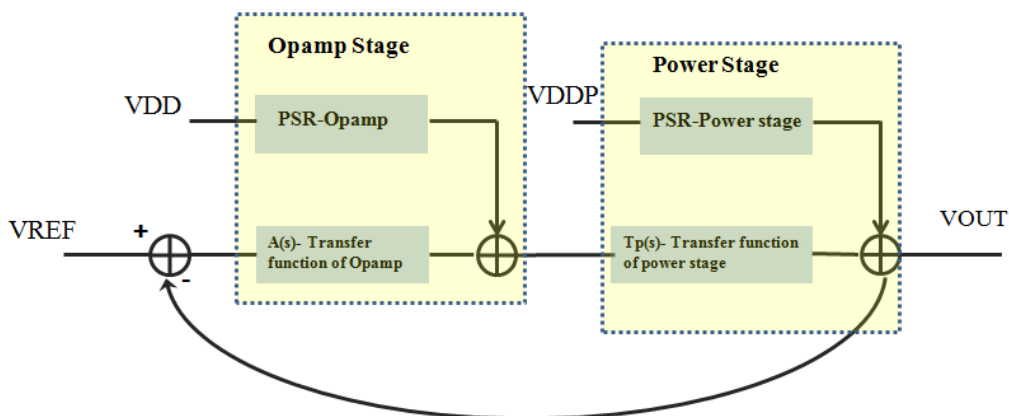 Opamp Stage
Power Stage
VDD
PSR-Opamp
VDDP
PSR-Power stage
VREF
+
-
A(s)- Transfer
function of Opamp
Tp(s)- Transfer function
of power stage
VOUT